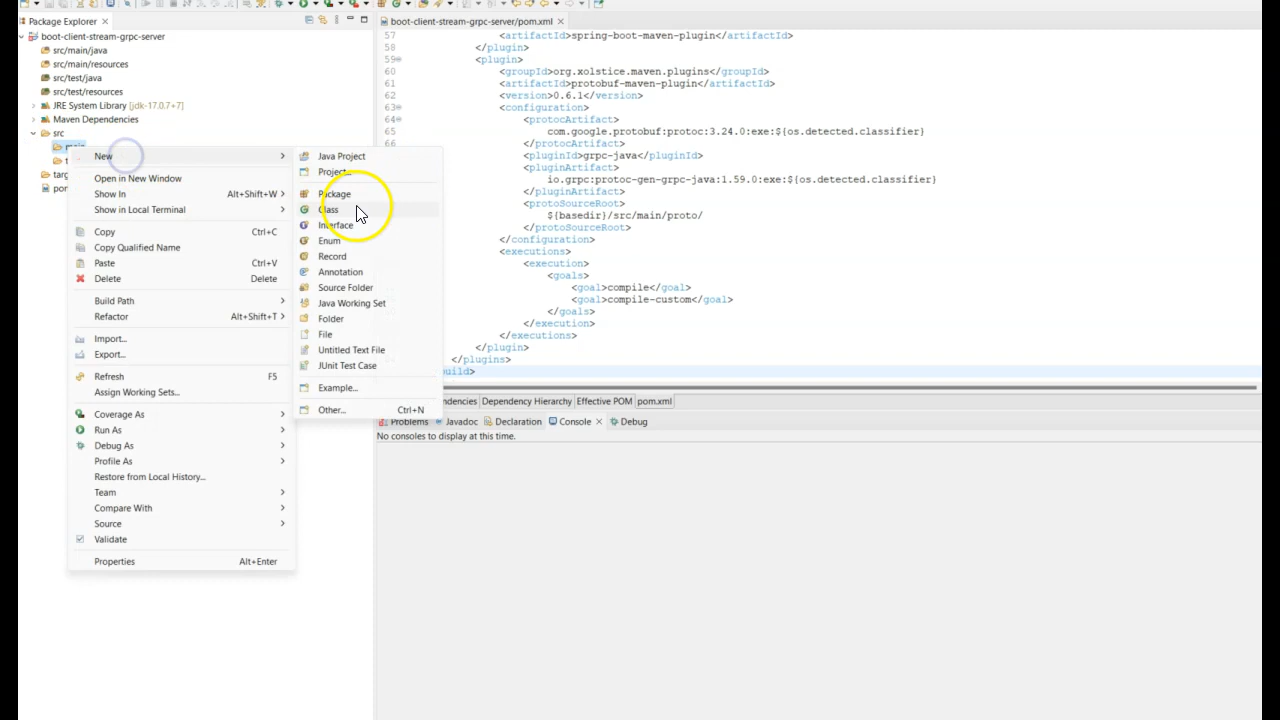 Package Explorer
boot-client-stream-grpc-server
src/main/java
src/main/resources
src/test/java
src/test/resources
JRE System Library [jdk-17.0.7+7]
Maven Dependencies
src
New
Open in New Window
Show In Alt+Shift+W
Show in Local Terminal
Copy Ctrl+C
Copy Qualified Name
Paste Ctrl+V
Delete Delete
Build Path
Refactor Alt+Shift+T
Import...
Export...
Refresh F5
Assign Working Sets...
Coverage As
Run As
Debug As
Profile As
Restore from Local History...
Team
Compare With
Source
Validate
Properties Alt+Enter
Java Project
Project...
Package
Class
Interface
Enum
Record
Annotation
Source Folder
Java Working Set
Folder
File
Untitled Text File
JUnit Test Case
Example...
Other... Ctrl+N
boot-client-stream-grpc-server/pom.xml
57 <artifactId>spring-boot-maven-plugin</artifactId>
58 </plugin>
59 <plugin>
60 <groupId>org.xolstice.maven.plugins</groupId>
61 <artifactId>protobuf-maven-plugin</artifactId>
62 <version>0.6.1</version>
63 <configuration>
64 <protocArtifact>
65 com.google.protobuf:protoc:3.24.0:exe:${os.detected.classifier}
66 </protocArtifact>
<pluginId>grpc-java</pluginId>
<pluginArtifact>
io.grpc:protoc-gen-grpc-java:1.59.0:exe:${os.detected.classifier}
</pluginArtifact>
<protoSourceRoot>
${basedir}/src/main/proto/
</protoSourceRoot>
</configuration>
<executions>
<execution>
<goals>
<goal>compile</goal>
<goal>compile-custom</goal>
</goals>
</execution>
</executions>
</plugin>
</plugins>
uild>
Dependency Hierarchy Effective POM pom.xml
Problems Javadoc Declaration Console Debug
No consoles to display at this time.